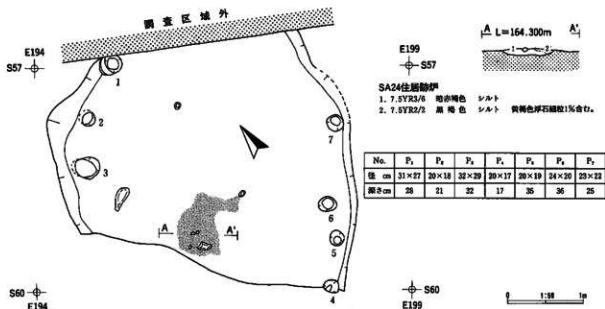 調査区域外
E194
S57
E199
S57
A L=164.300m A'
1 2
SA24住居跡炉
1. 7.5YR3/6 暗赤褐色 シルト
2. 7.5YR2/2 黒褐色 シルト 黄褐色浮石細粒1%含む。
No. P₁ P₂ P₃ P₄ P₅ P₆ P₇
径 cm 31×27 20×18 32×29 20×17 20×19 24×20 23×22
深さcm 28 21 32 17 35 36 25
1
2
3
7
6
5
4
A A'
S60
E194
S60
E199
0 1:50 1m